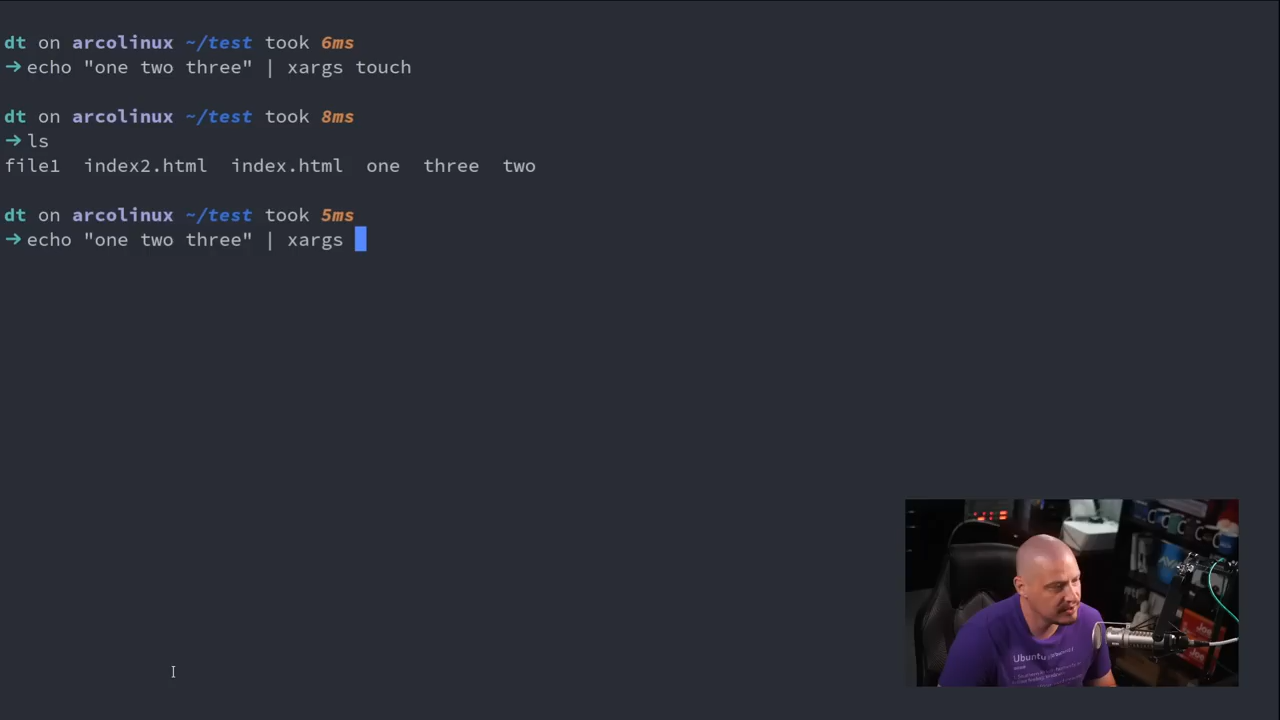 dt on arcolinux ~/test took 6ms
➔echo "one two three" | xargs touch
dt on arcolinux ~/test took 8ms
➔ls
file1 index2.html index.html one three two
dt on arcolinux ~/test took 5ms
➔echo "one two three" | xargs
Ubuntu